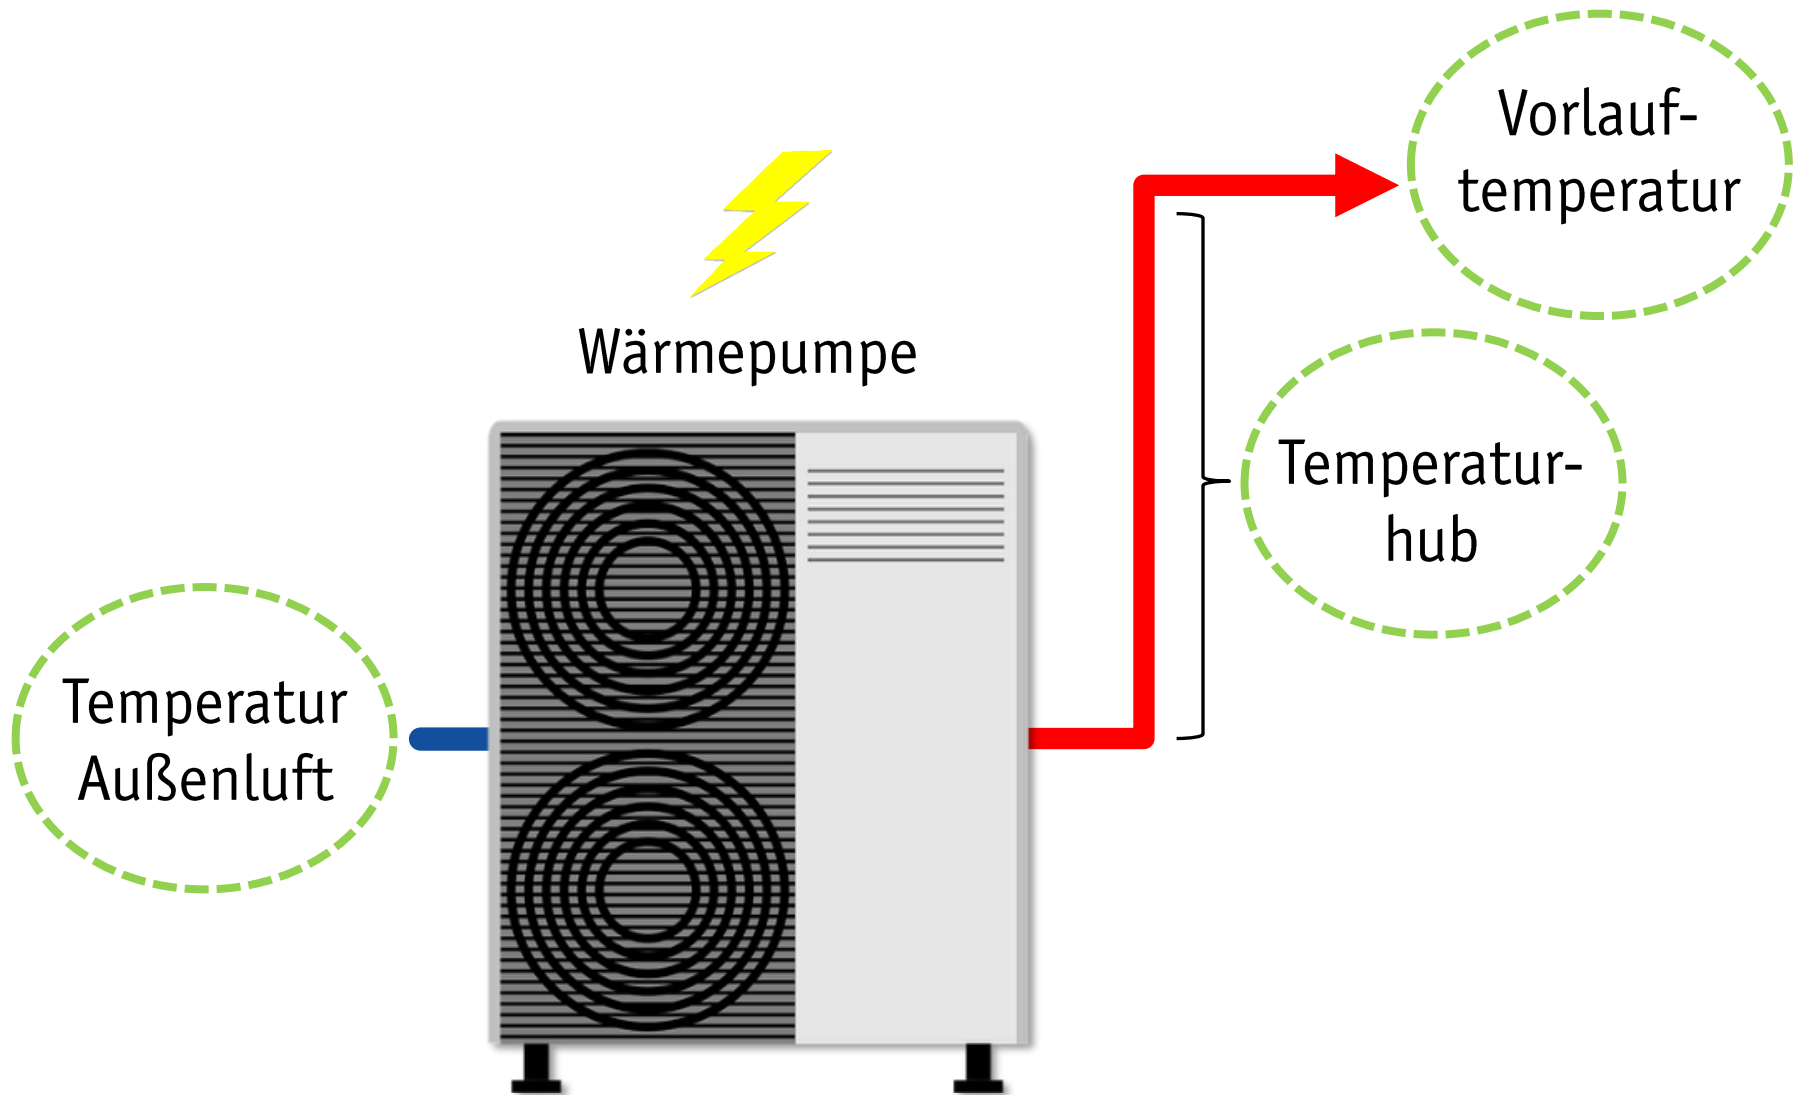 Vorlauf-
temperatur
Wärmepumpe
Temperatur-
hub
Temperatur
Außenluft